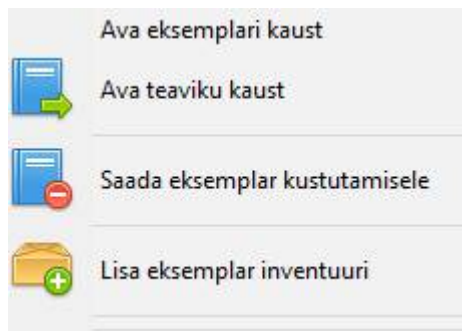 Ava eksemplari kaust
Ava teaviku kaust
Saada eksemplar kustutamisele
Lisa eksemplar inventuuri